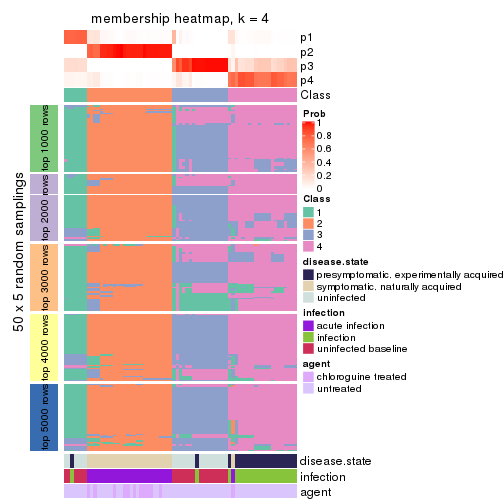 membership heatmap, k = 4
p1
p2
p3
p4
Class
50 x 5 random samplings
top 1000 rows
top 2000 rows
top 3000 rows
top 4000 rows
top 5000 rows
Prob
1
0.8
0.6
0.4
0.2
0
Class
1
2
3
4
disease.state
presymptomatic. experimentally acquired
symptomatic. naturally acquired
uninfected
infection
acute infection
infection
uninfected baseline
agent
chloroguine treated
untreated
disease.state
infection
agent